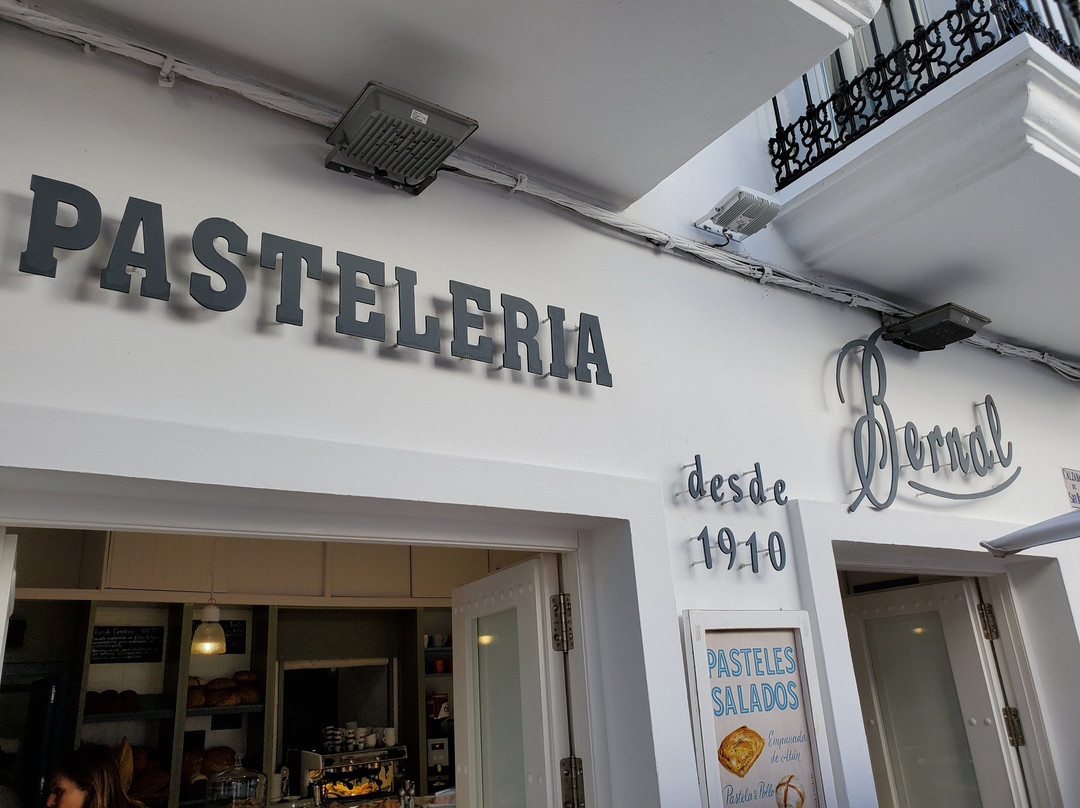 PASTELERIA
Bernal
desde
1910
PASTELES
SALADOS
Empanada
de Atún
Pastela de Pollo